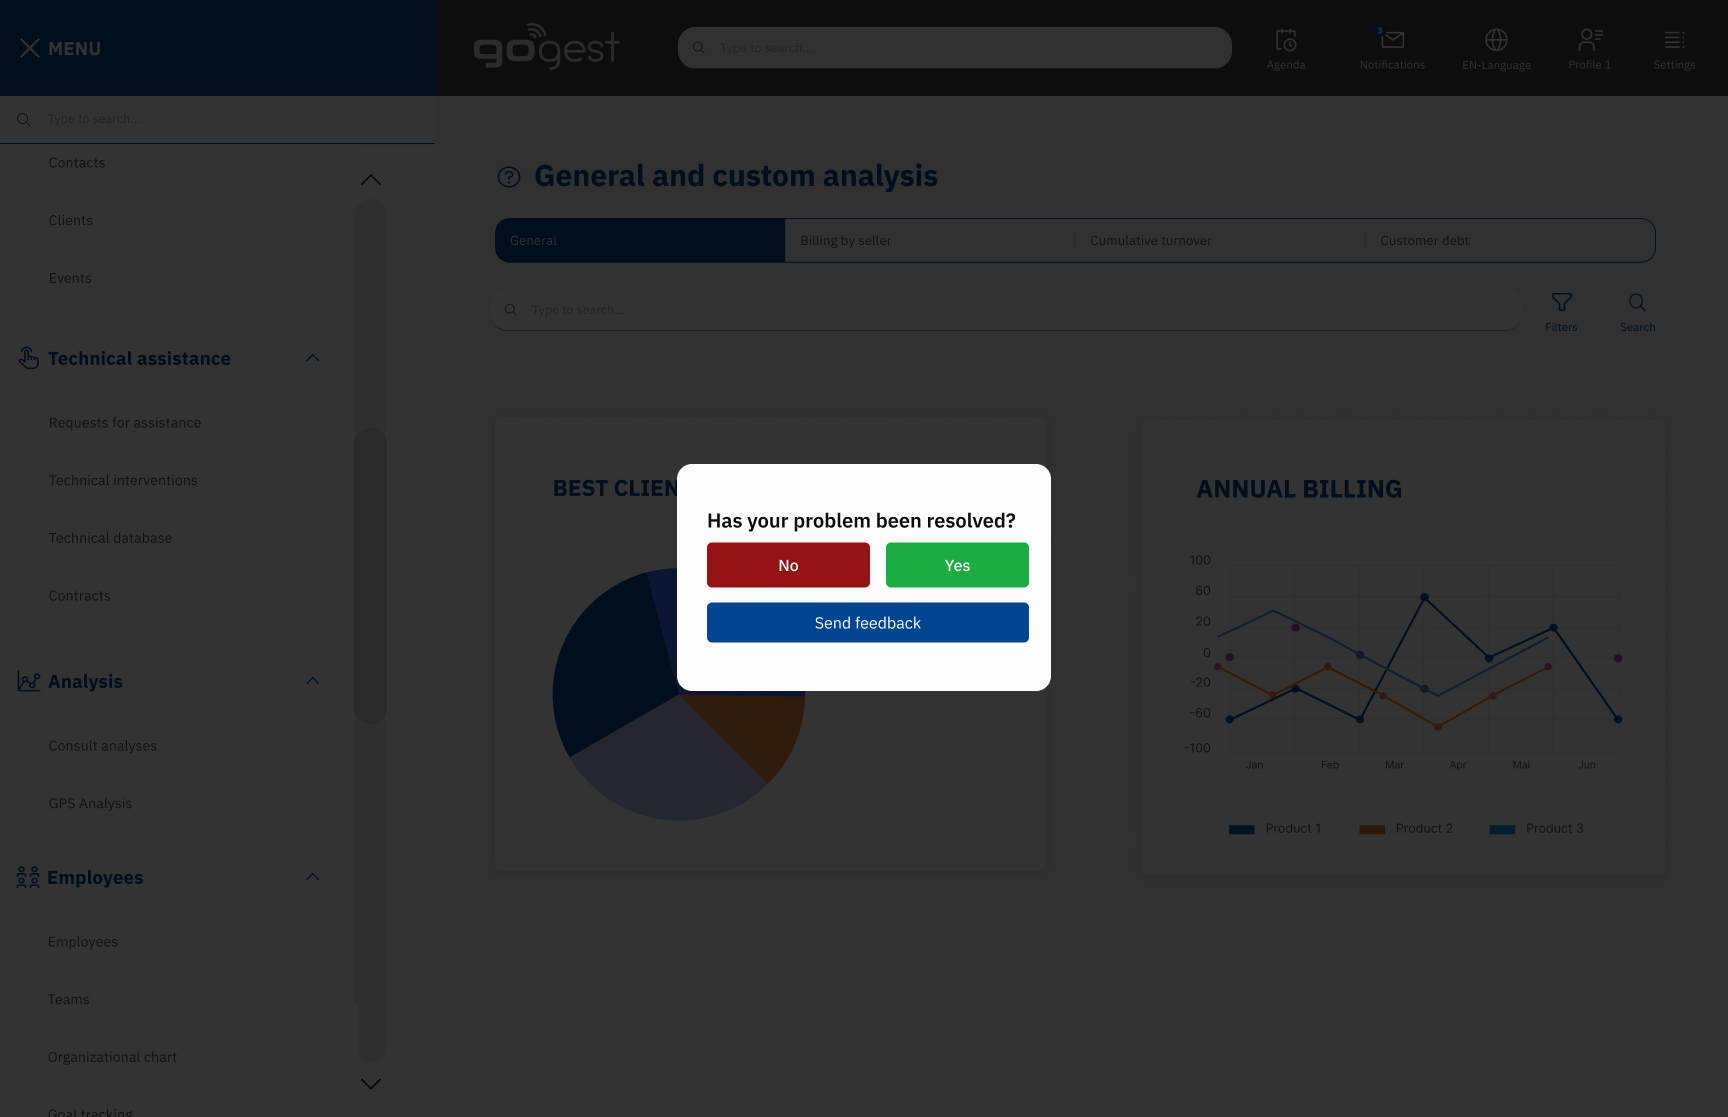 MENU
gogest
Type to search...
Agenda
3
Notifications
EN-Language
Profile 1
Settings
Type to search...
Contacts
Clients
Events
Technical assistance
Requests for assistance
Technical interventions
Technical database
Contracts
Analysis
Consult analyses
GPS Analysis
Employees
Employees
Teams
Organizational chart
Goal tracking
General and custom analysis
General
Billing by seller
Cumulative turnover
Customer debt
Type to search...
Filters
Search
BEST CLIEN
Has your problem been resolved?
No
Yes
Send feedback
ANNUAL BILLING
100
60
20
0
-20
-60
-100
Jan
Feb
Mar
Apr
Mai
Jun
Product 1
Product 2
Product 3